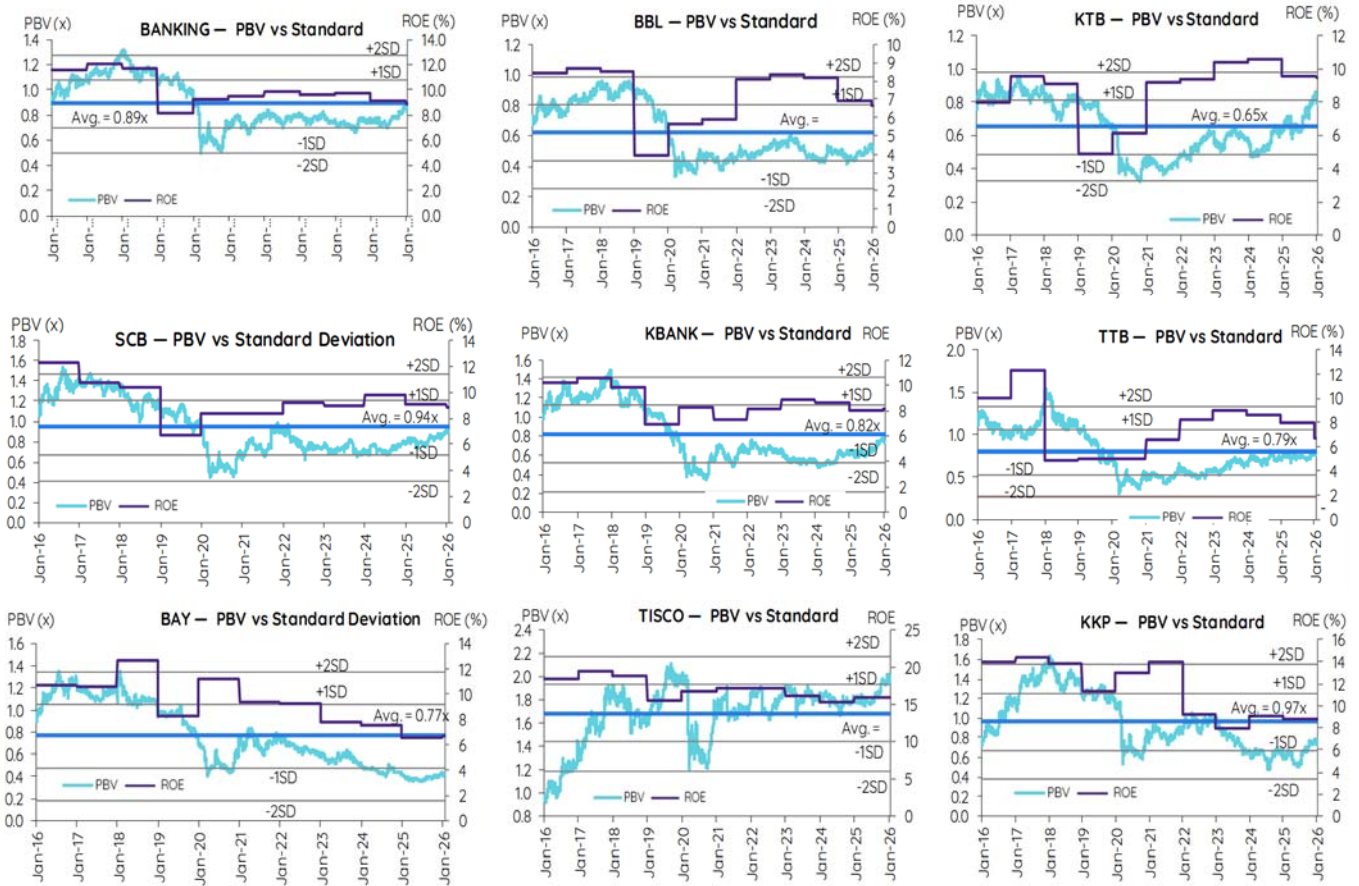 PBV (x)
BANKING — PBV vs Standard
ROE (%)
1.4
1.2
1.0
0.8
0.6
0.4
0.2
0.0
14.0
12.0
10.0
8.0
6.0
4.0
2.0
0.0
+2SD
+1SD
Avg. = 0.89x
-1SD
-2SD
PBV
ROE
Jan-...
Jan-...
Jan-...
Jan-...
Jan-...
Jan-...
Jan-...
Jan-...
Jan-...
Jan-...
Jan-...
PBV (x)
BBL — PBV vs Standard
ROE (%)
1.2
1.0
0.8
0.6
0.4
0.2
0.0
10
9
8
7
6
5
4
3
2
1
0
+2SD
+1SD
Avg. =
-1SD
-2SD
PBV
ROE
Jan-16
Jan-17
Jan-18
Jan-19
Jan-20
Jan-21
Jan-22
Jan-23
Jan-24
Jan-25
Jan-26
PBV (x)
KTB — PBV vs Standard
ROE (%)
1.2
1.0
0.8
0.6
0.4
0.2
0.0
12
10
8
6
4
2
0
+2SD
+1SD
Avg. = 0.65x
-1SD
-2SD
PBV
ROE
Jan-16
Jan-17
Jan-18
Jan-19
Jan-20
Jan-21
Jan-22
Jan-23
Jan-24
Jan-25
Jan-26
PBV (x)
SCB — PBV vs Standard Deviation
ROE (%)
1.8
1.6
1.4
1.2
1.0
0.8
0.6
0.4
0.2
0.0
14
12
10
8
6
4
2
0
+2SD
+1SD
Avg. = 0.94x
-1SD
-2SD
PBV
ROE
Jan-16
Jan-17
Jan-18
Jan-19
Jan-20
Jan-21
Jan-22
Jan-23
Jan-24
Jan-25
Jan-26
PBV (x)
KBANK — PBV vs Standard
ROE
1.6
1.4
1.2
1.0
0.8
0.6
0.4
0.2
0.0
12
10
8
6
4
2
0
+2SD
+1SD
Avg. = 0.82x
-1SD
-2SD
PBV
ROE
Jan-16
Jan-17
Jan-18
Jan-19
Jan-20
Jan-21
Jan-22
Jan-23
Jan-24
Jan-25
Jan-26
PBV (x)
TTB — PBV vs Standard
ROE (%)
2.0
1.5
1.0
0.5
0.0
14
12
10
8
6
4
2
0
+2SD
+1SD
Avg. = 0.79x
-1SD
-2SD
-
PBV
ROE
Jan-16
Jan-17
Jan-18
Jan-19
Jan-20
Jan-21
Jan-22
Jan-23
Jan-24
Jan-25
Jan-26
PBV (x)
BAY — PBV vs Standard Deviation
ROE (%)
1.6
1.4
1.2
1.0
0.8
0.6
0.4
0.2
0.0
14
12
10
8
6
4
2
0
+2SD
+1SD
Avg. = 0.77x
-1SD
-2SD
PBV
ROE
Jan-16
Jan-17
Jan-18
Jan-19
Jan-20
Jan-21
Jan-22
Jan-23
Jan-24
Jan-25
Jan-26
PBV (x)
TISCO — PBV vs Standard
ROE
2.4
2.2
2.0
1.8
1.6
1.4
1.2
1.0
0.8
25
20
15
10
5
0
+2SD
+1SD
Avg. =
-1SD
-2SD
PBV
ROE
Jan-16
Jan-17
Jan-18
Jan-19
Jan-20
Jan-21
Jan-22
Jan-23
Jan-24
Jan-25
Jan-26
PBV (x)
KKP — PBV vs Standard
ROE (%)
1.8
1.6
1.4
1.2
1.0
0.8
0.6
0.4
0.2
0.0
16
14
12
10
8
6
4
2
0
+2SD
+1SD
Avg. = 0.97x
-1SD
-2SD
PBV
ROE
Jan-16
Jan-17
Jan-18
Jan-19
Jan-20
Jan-21
Jan-22
Jan-23
Jan-24
Jan-25
Jan-26